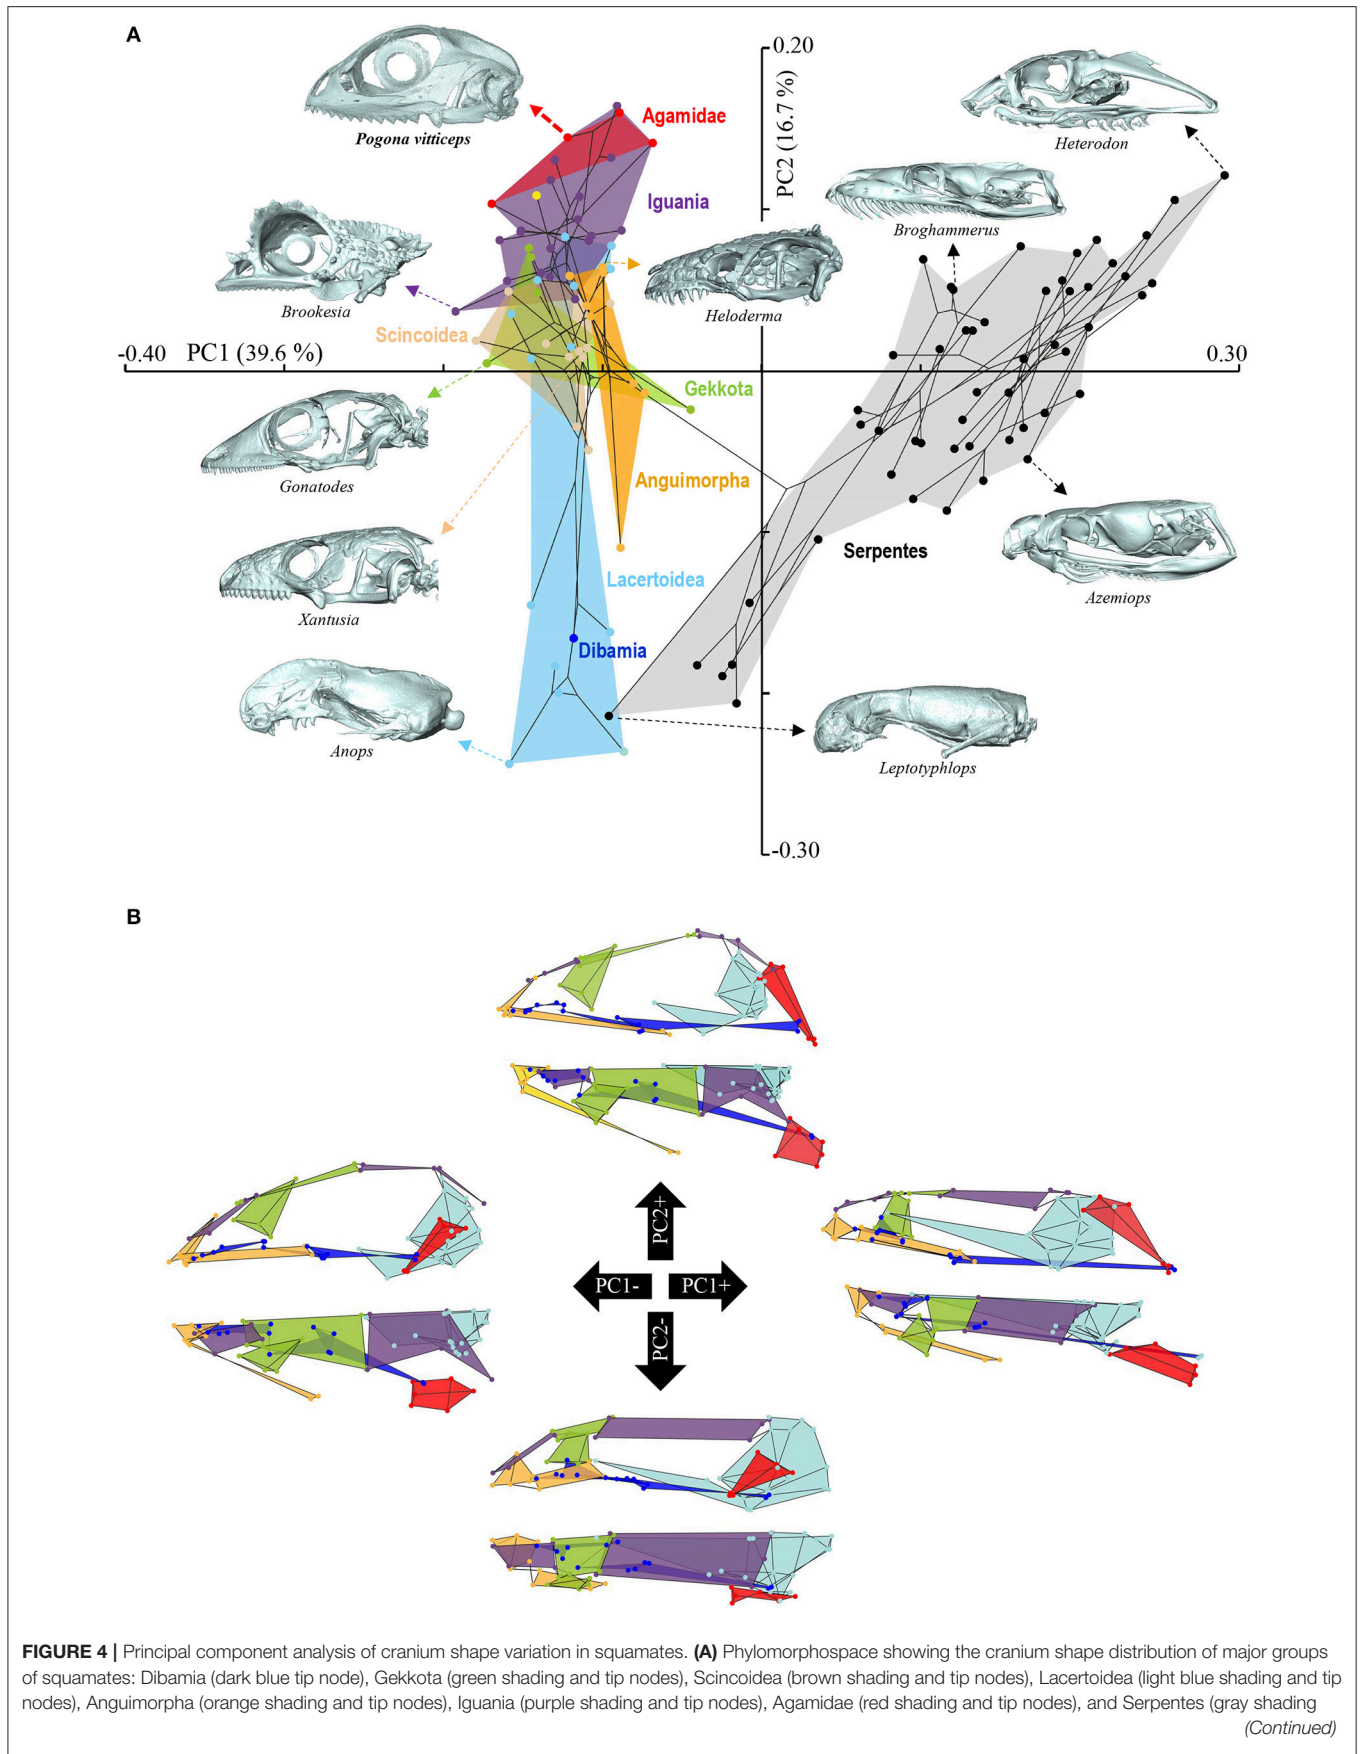 A
0.20
PC2 (16.7 %)
Agamidae
Pogona vitticeps
Heterodon
Iguania
Broghammerus
Brookesia
Heloderma
Scincoidea
-0.40 PC1 (39.6 %)
0.30
Gekkota
Gonatodes
Anguimorpha
Serpentes
Lacertoidea
Azemiops
Xantusia
Dibamia
Anops
Leptotyphlops
-0.30
B
PC2+
PC1-
PC1+
PC2-
FIGURE 4 | Principal component analysis of cranium shape variation in squamates. (A) Phylomorphospace showing the cranium shape distribution of major groups
of squamates: Dibamia (dark blue tip node), Gekkota (green shading and tip nodes), Scincoidea (brown shading and tip nodes), Lacertoidea (light blue shading and tip
nodes), Anguimorpha (orange shading and tip nodes), Iguania (purple shading and tip nodes), Agamidae (red shading and tip nodes), and Serpentes (gray shading
(Continued)